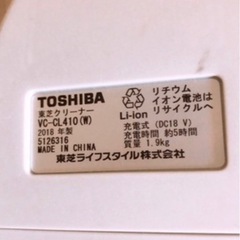 TOSHIBA
東芝クリーナー
VC-CL410(W)
2018 年製
5126316
MADE IN CHINA
Li-ion
リチウム
イオン電池は
リサイクルへ
充電式 (DC18 V)
充電時間 約5時間
質量 1.9kg
東芝ライフスタイル株式会社